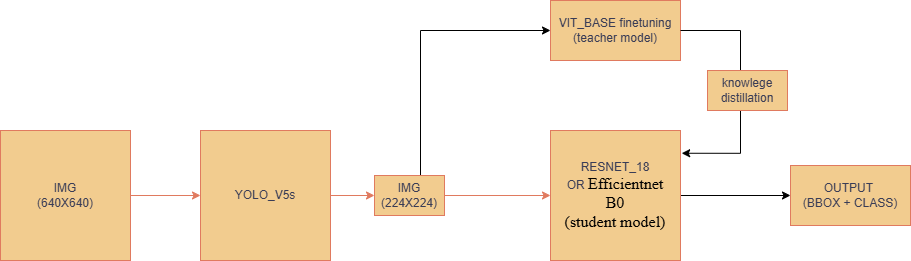 VIT_BASE finetuning
(teacher model)
knowlege
distillation
IMG
(640X640)
YOLO_V5s
IMG
(224X224)
RESNET_18
OR Efficientnet
B0
(student model)
OUTPUT
(BBOX + CLASS)